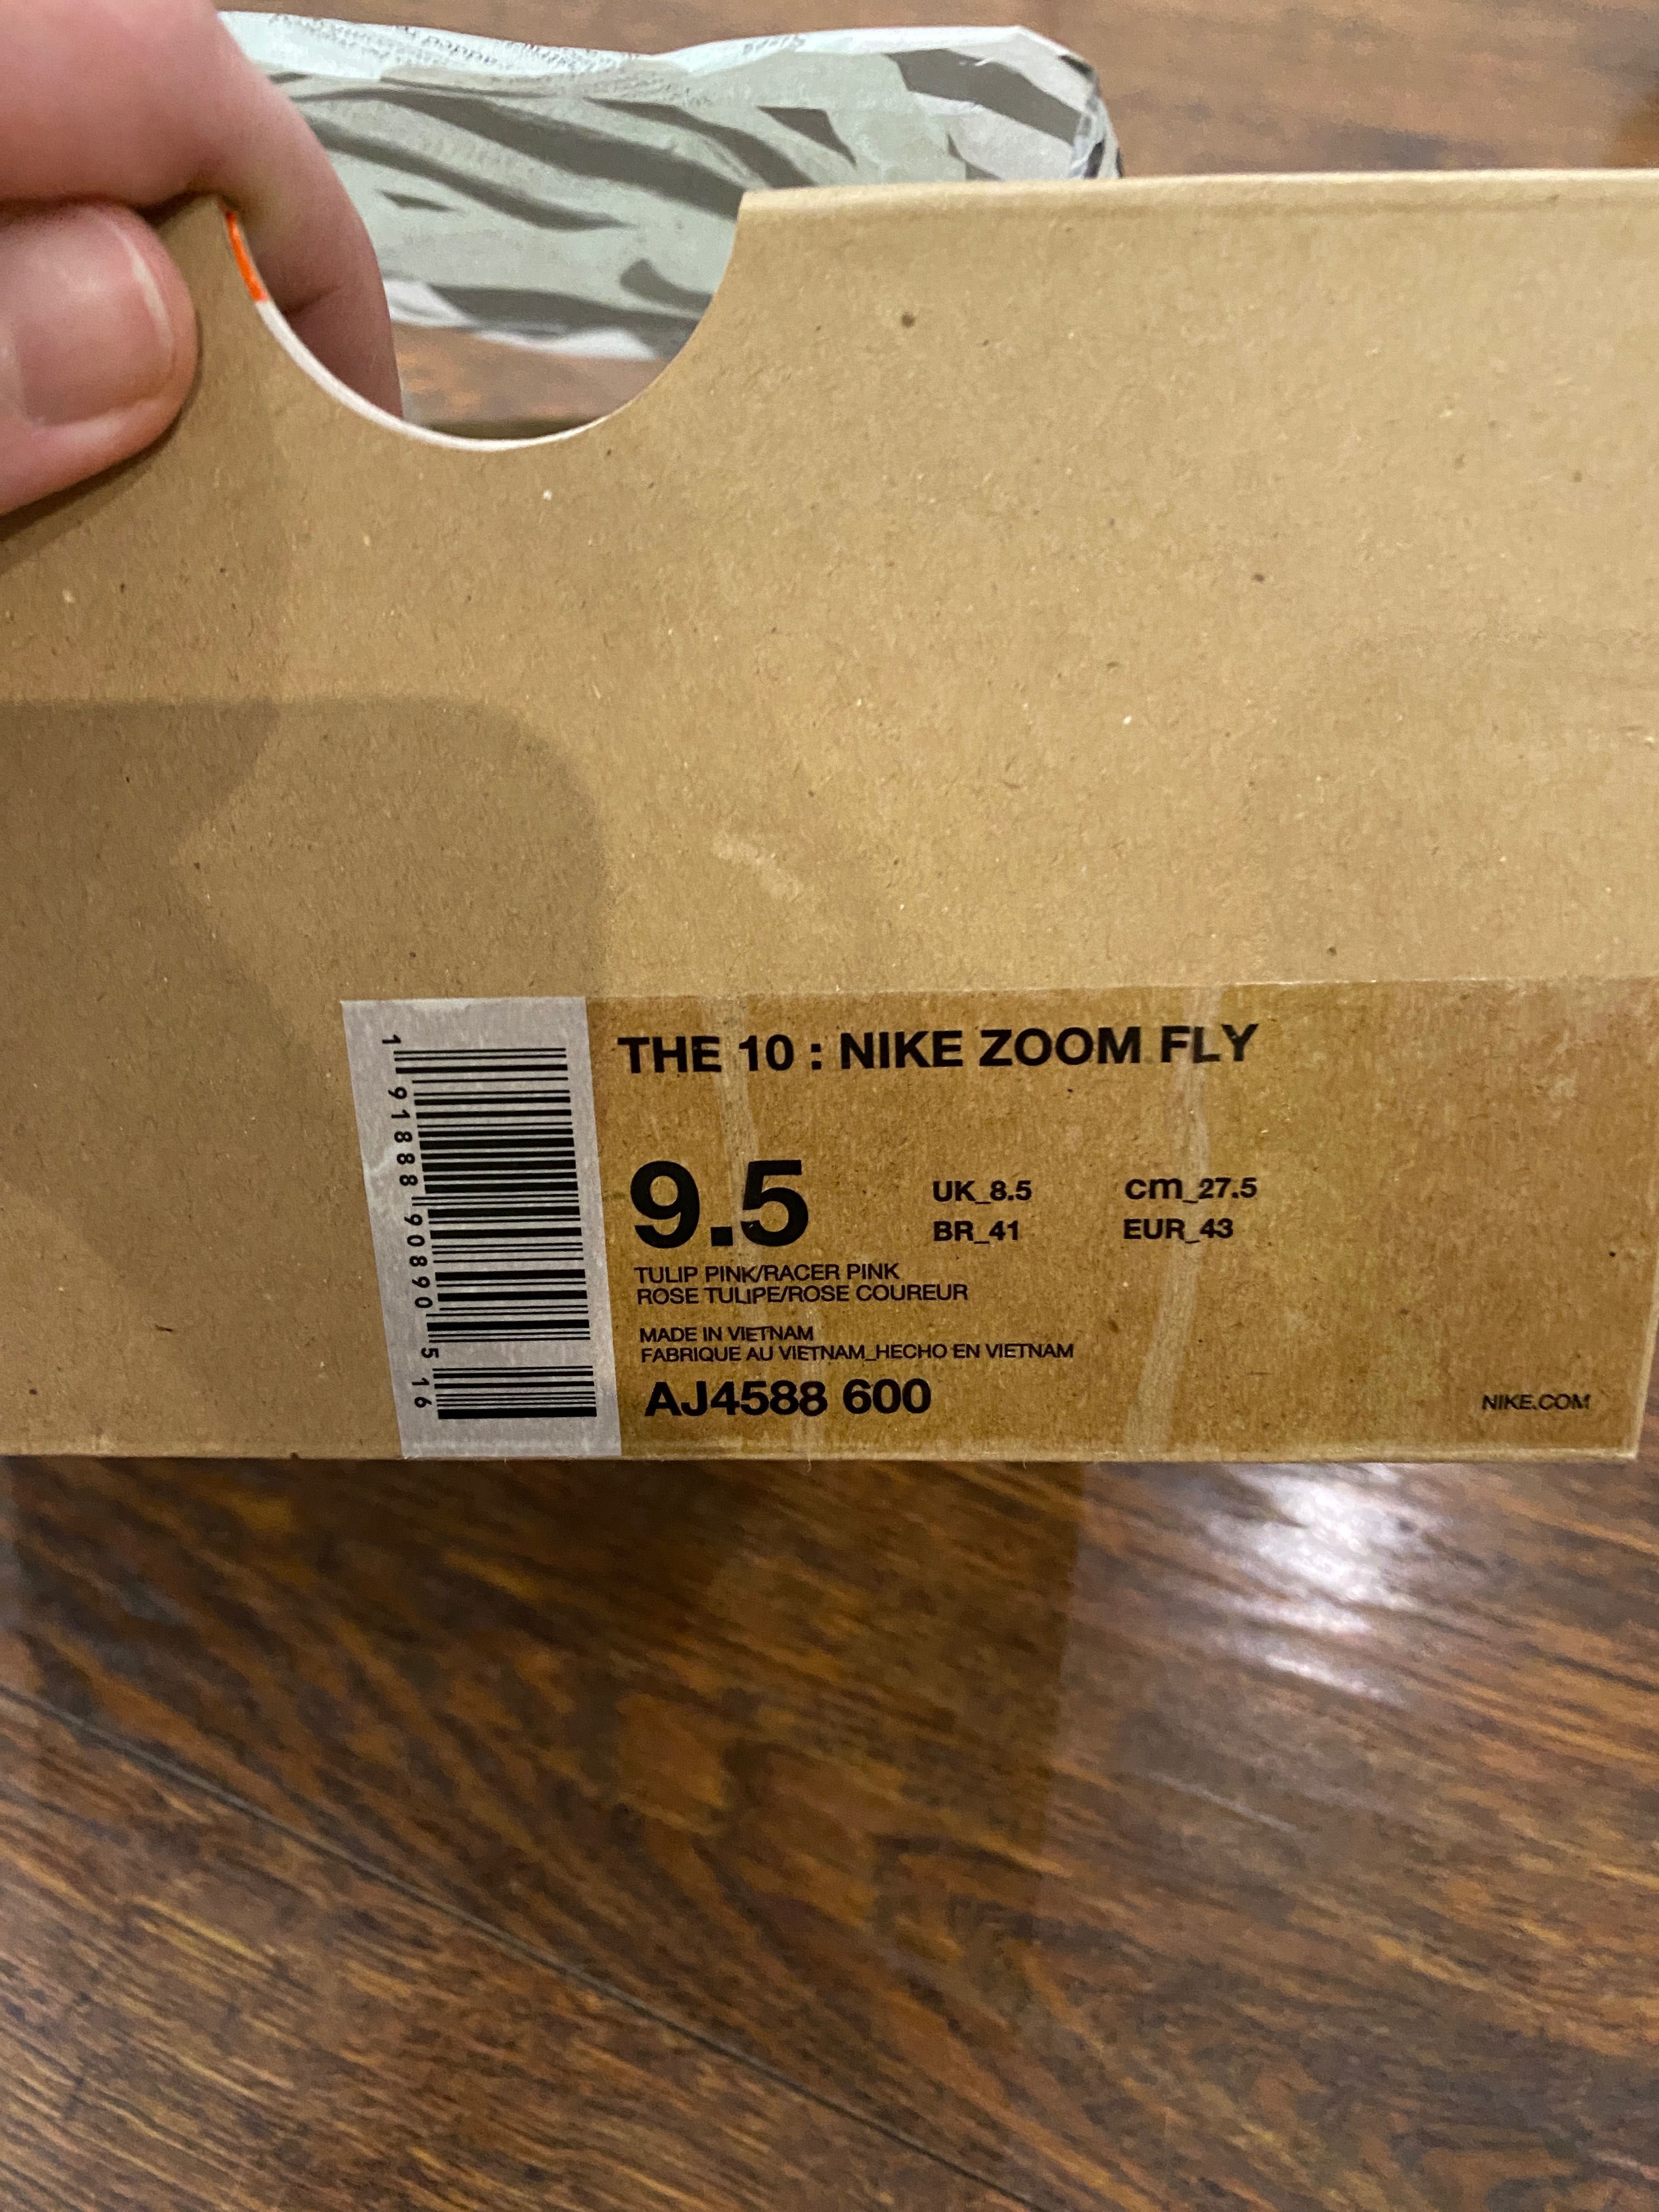 THE 10 : NIKE ZOOM FLY
9.5
UK_8.5 cm_27.5
BR_41 EUR_43
TULIP PINK/RACER PINK
ROSE TULIPE/ROSE COUREUR
MADE IN VIETNAM
FABRIQUE AU VIETNAM_HECHO EN VIETNAM
AJ4588 600
NIKE.COM
1 91888 90890 5 16